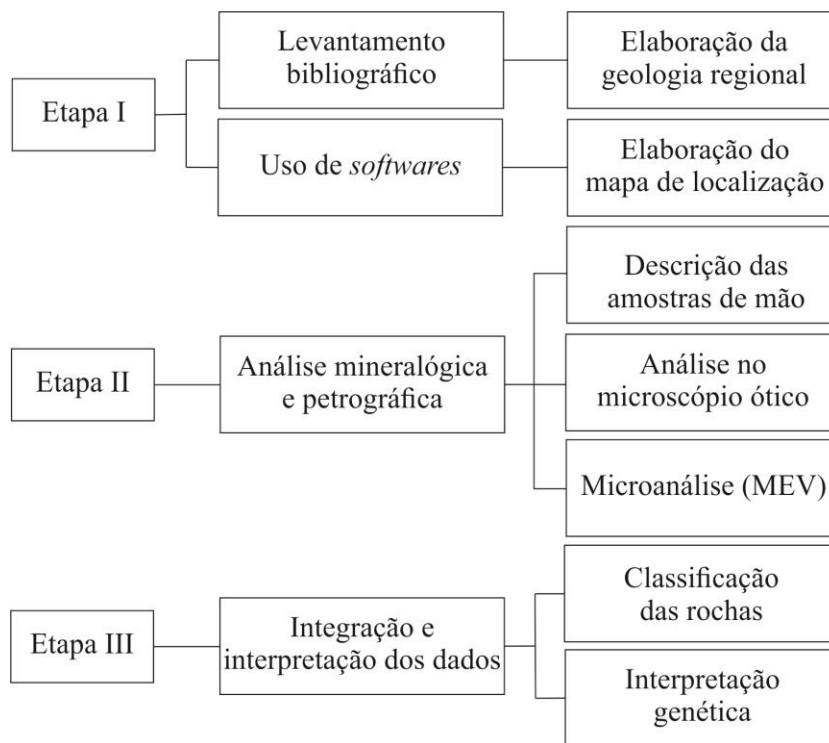 Etapa I
Levantamento
bibliográfico
Elaboração da
geologia regional
Uso de softwares
Elaboração do
mapa de localização
Etapa II
Análise mineralógica
e petrográfica
Descrição das
amostras de mão
Análise no
microscópio ótico
Microanálise (MEV)
Etapa III
Integração e
interpretação dos dados
Classificação
das rochas
Interpretação
genética